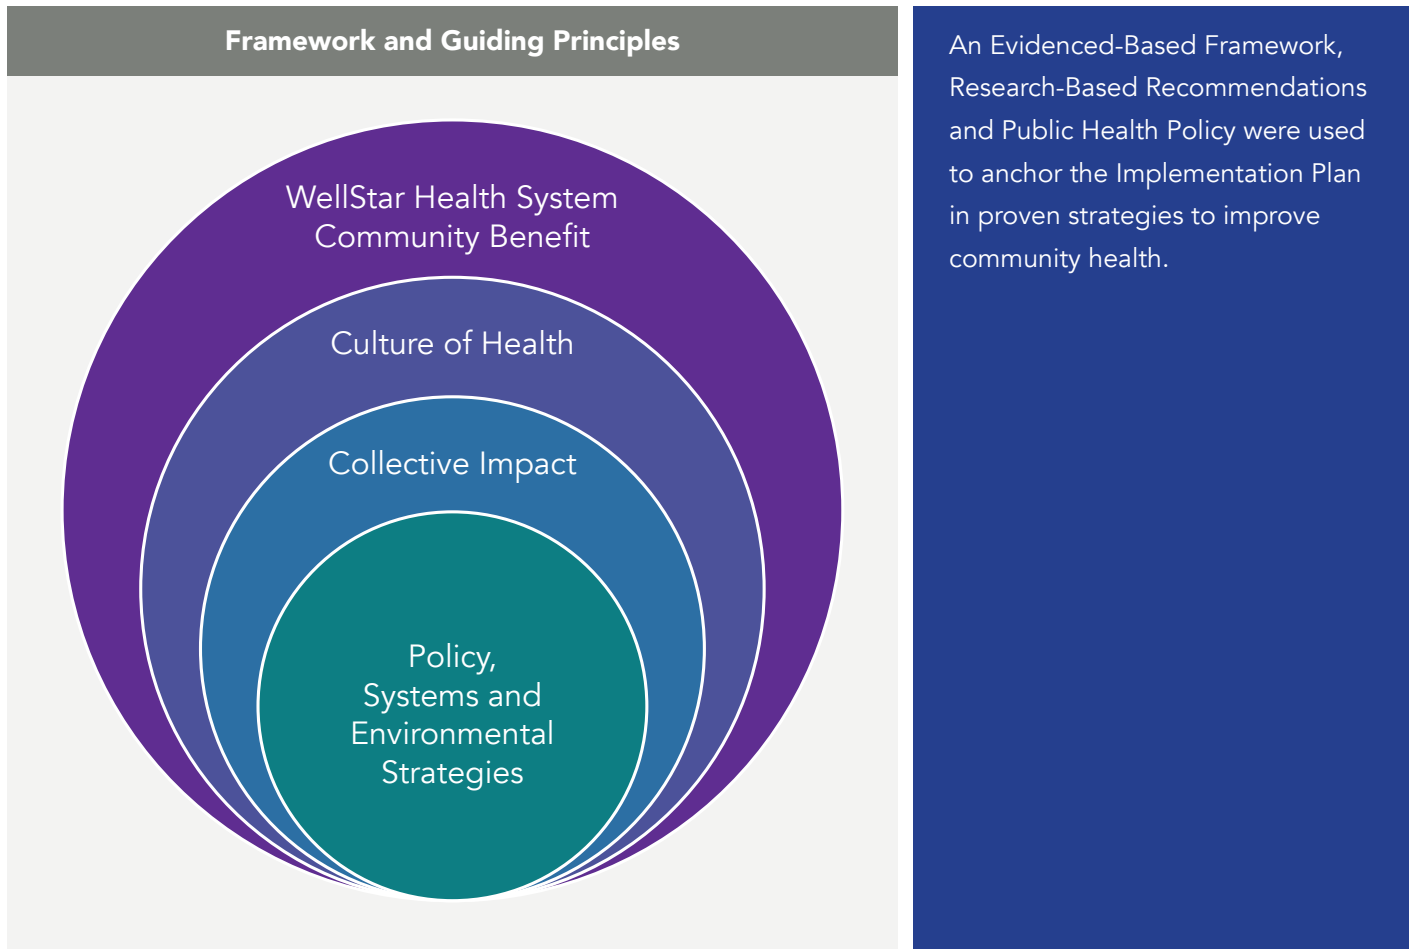 Framework and Guiding Principles
WellStar Health System
Community Benefit
Culture of Health
Collective Impact
Policy,
Systems and
Environmental
Strategies
An Evidenced-Based Framework,
Research-Based Recommendations
and Public Health Policy were used
to anchor the Implementation Plan
in proven strategies to improve
community health.